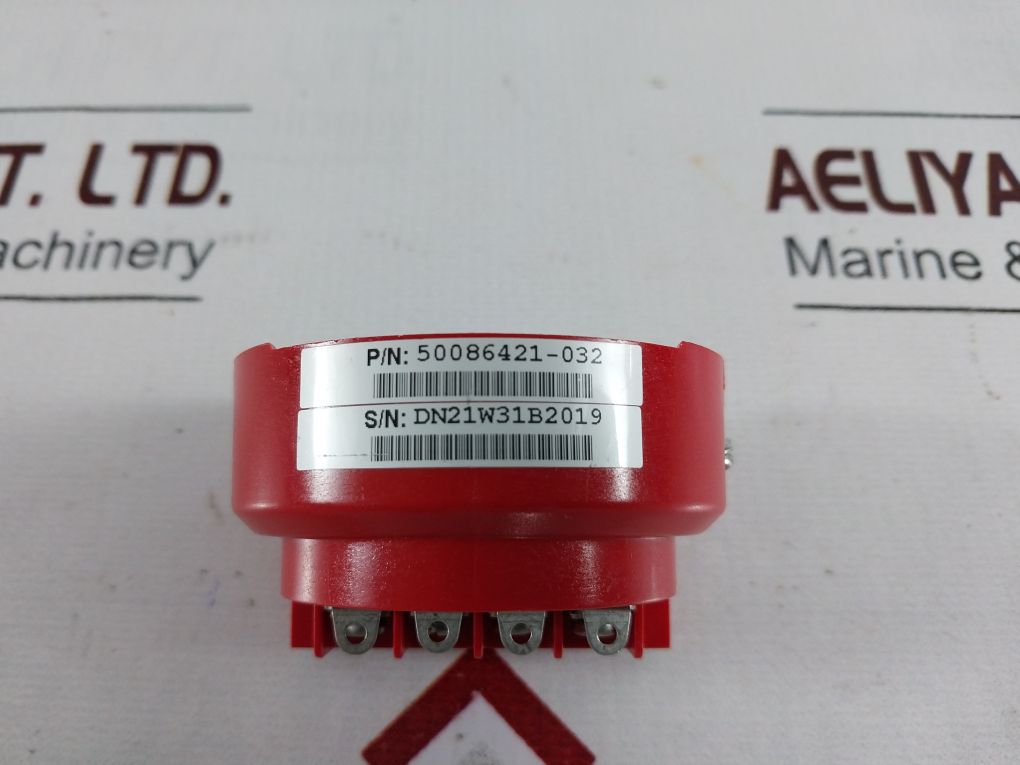 T. LTD.
achinery
AELIYA
Marine &
P/N: 50086421-032
S/N: DN21W31B2019